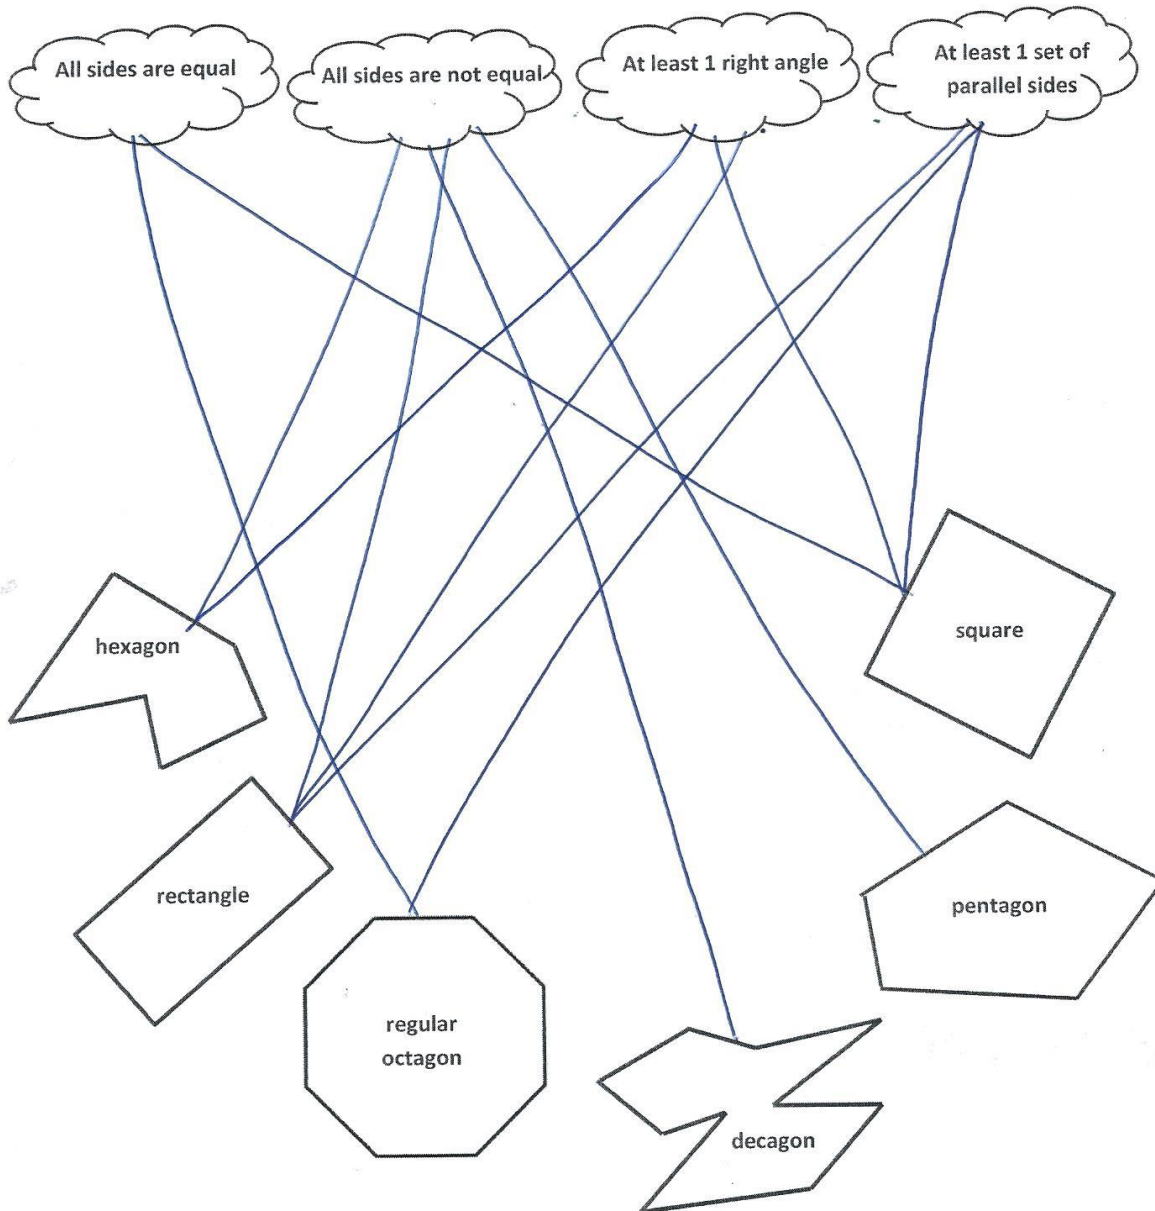 All sides are equal
All sides are not equal
At least 1 right angle
At least 1 set of
parallel sides
hexagon
square
rectangle
pentagon
regular
octagon
decagon